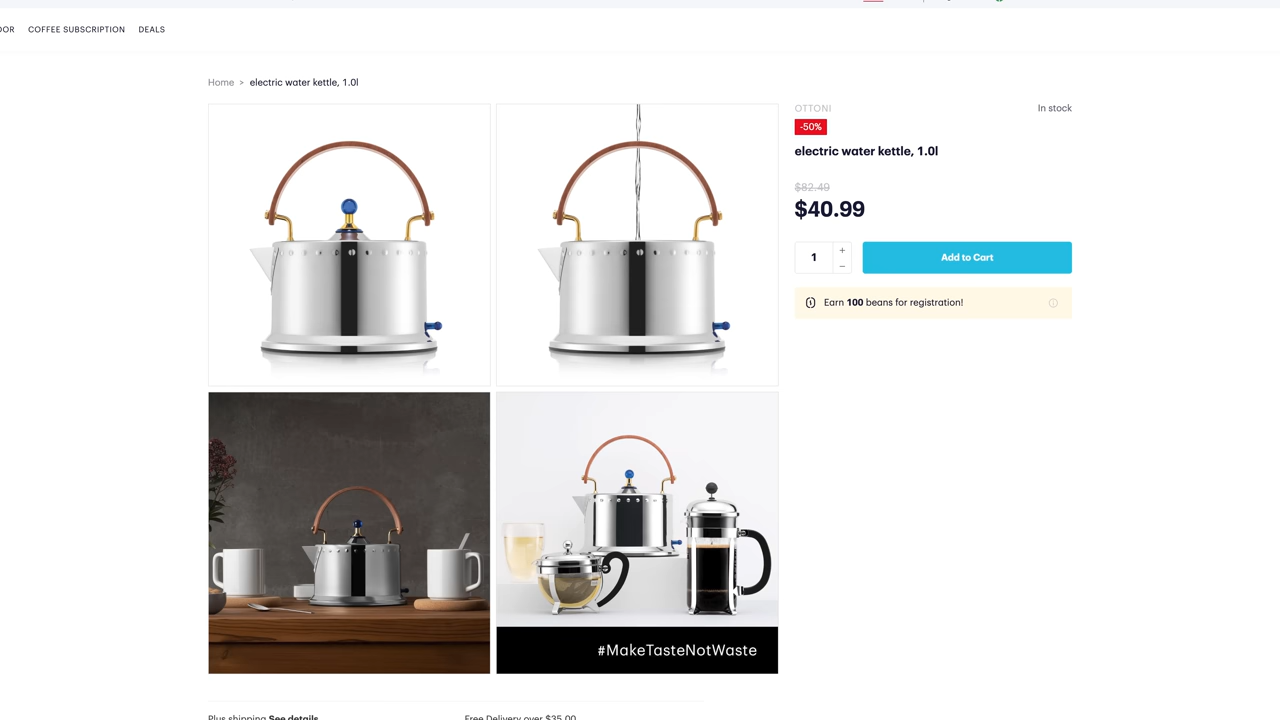 OOR COFFEE SUBSCRIPTION DEALS
Home > electric water kettle, 1.0l
OTTONI
In stock
-50%
electric water kettle, 1.0l
$82.49
$40.99
1 + −
Add to Cart
Earn 100 beans for registration!
#MakeTasteNotWaste
Plus shipping See details
Free Delivery over $35.00